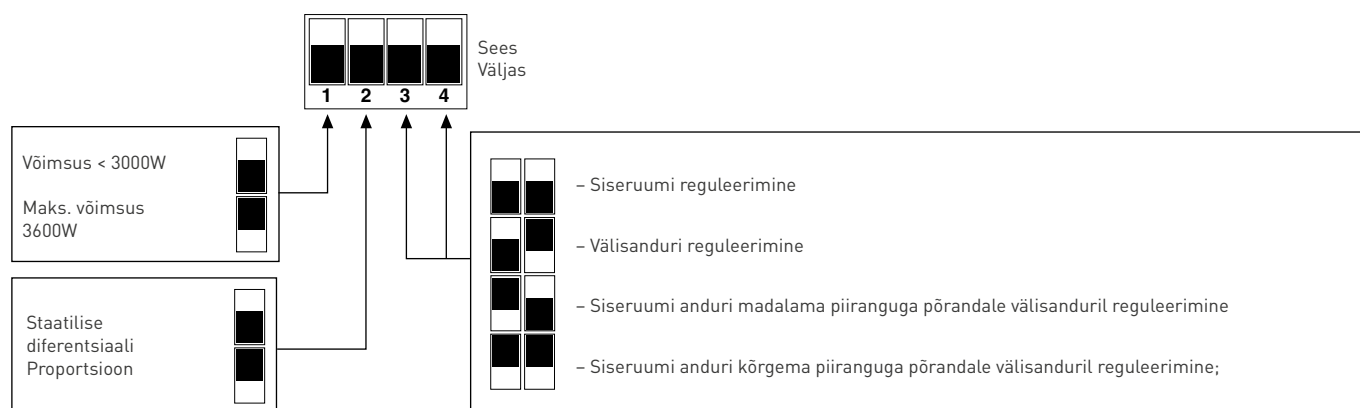 Sees
Väljas
1 2 3 4
Võimsus < 3000W
Maks. võimsus
3600W
Staatilise
diferentsiaali
Proportsioon
– Siseruumi reguleerimine
– Välisanduri reguleerimine
– Siseruumi anduri madalama piiranguga põrandale välisanduril reguleerimine
– Siseruumi anduri kõrgema piiranguga põrandale välisanduril reguleerimine;